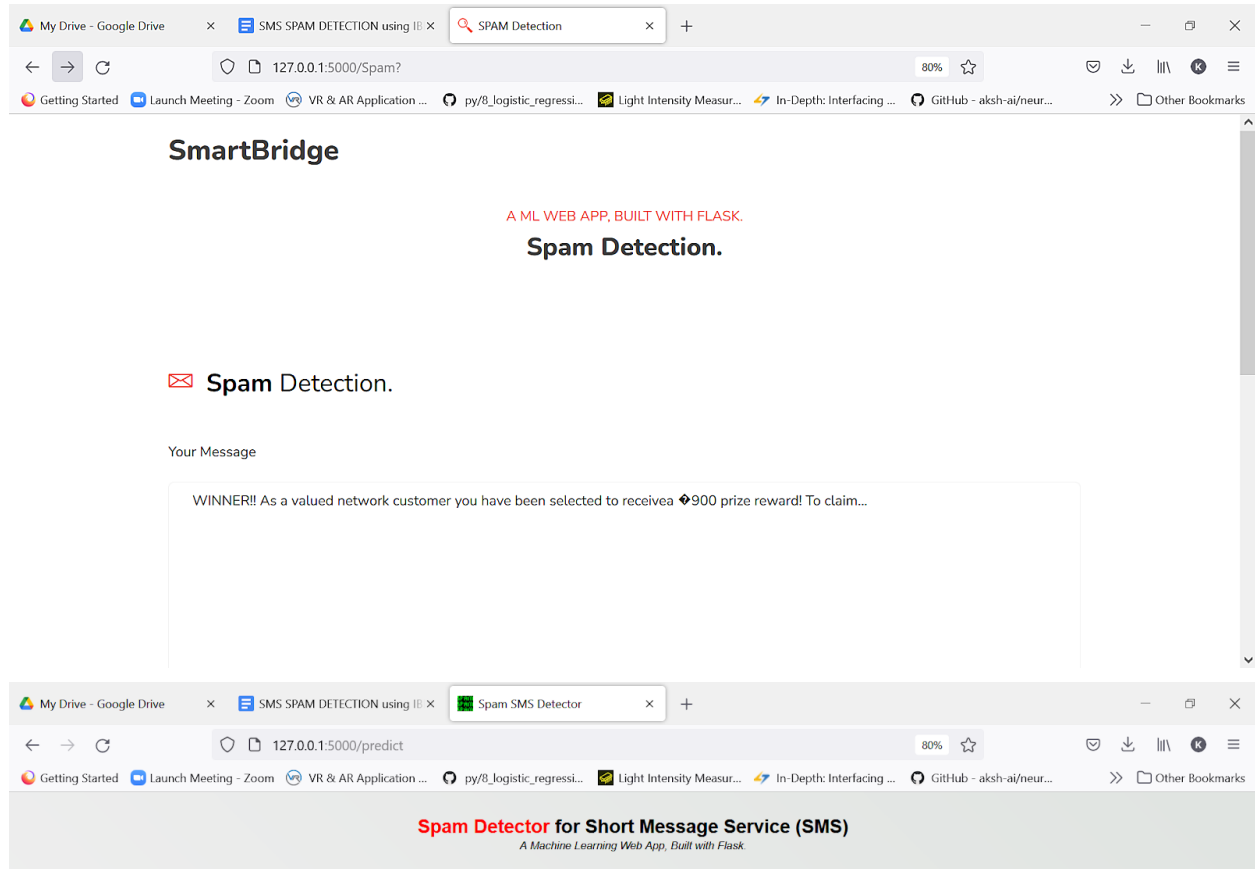 My Drive - Google Drive × SMS SPAM DETECTION using IB × SPAM Detection × +
127.0.0.1:5000/Spam? 80% K
Getting Started Launch Meeting - Zoom VR & AR Application ... py/8_logistic_regressi... Light Intensity Measur... In-Depth: Interfacing ... GitHub - aksh-ai/neur... Other Bookmarks
SmartBridge
A ML WEB APP, BUILT WITH FLASK.
Spam Detection.
Spam Detection.
Your Message
WINNER!! As a valued network customer you have been selected to receivea �900 prize reward! To claim...
My Drive - Google Drive × SMS SPAM DETECTION using IB × Spam SMS Detector × +
127.0.0.1:5000/predict 80% K
Getting Started Launch Meeting - Zoom VR & AR Application ... py/8_logistic_regressi... Light Intensity Measur... In-Depth: Interfacing ... GitHub - aksh-ai/neur... Other Bookmarks
Spam Detector for Short Message Service (SMS)
A Machine Learning Web App, Built with Flask.